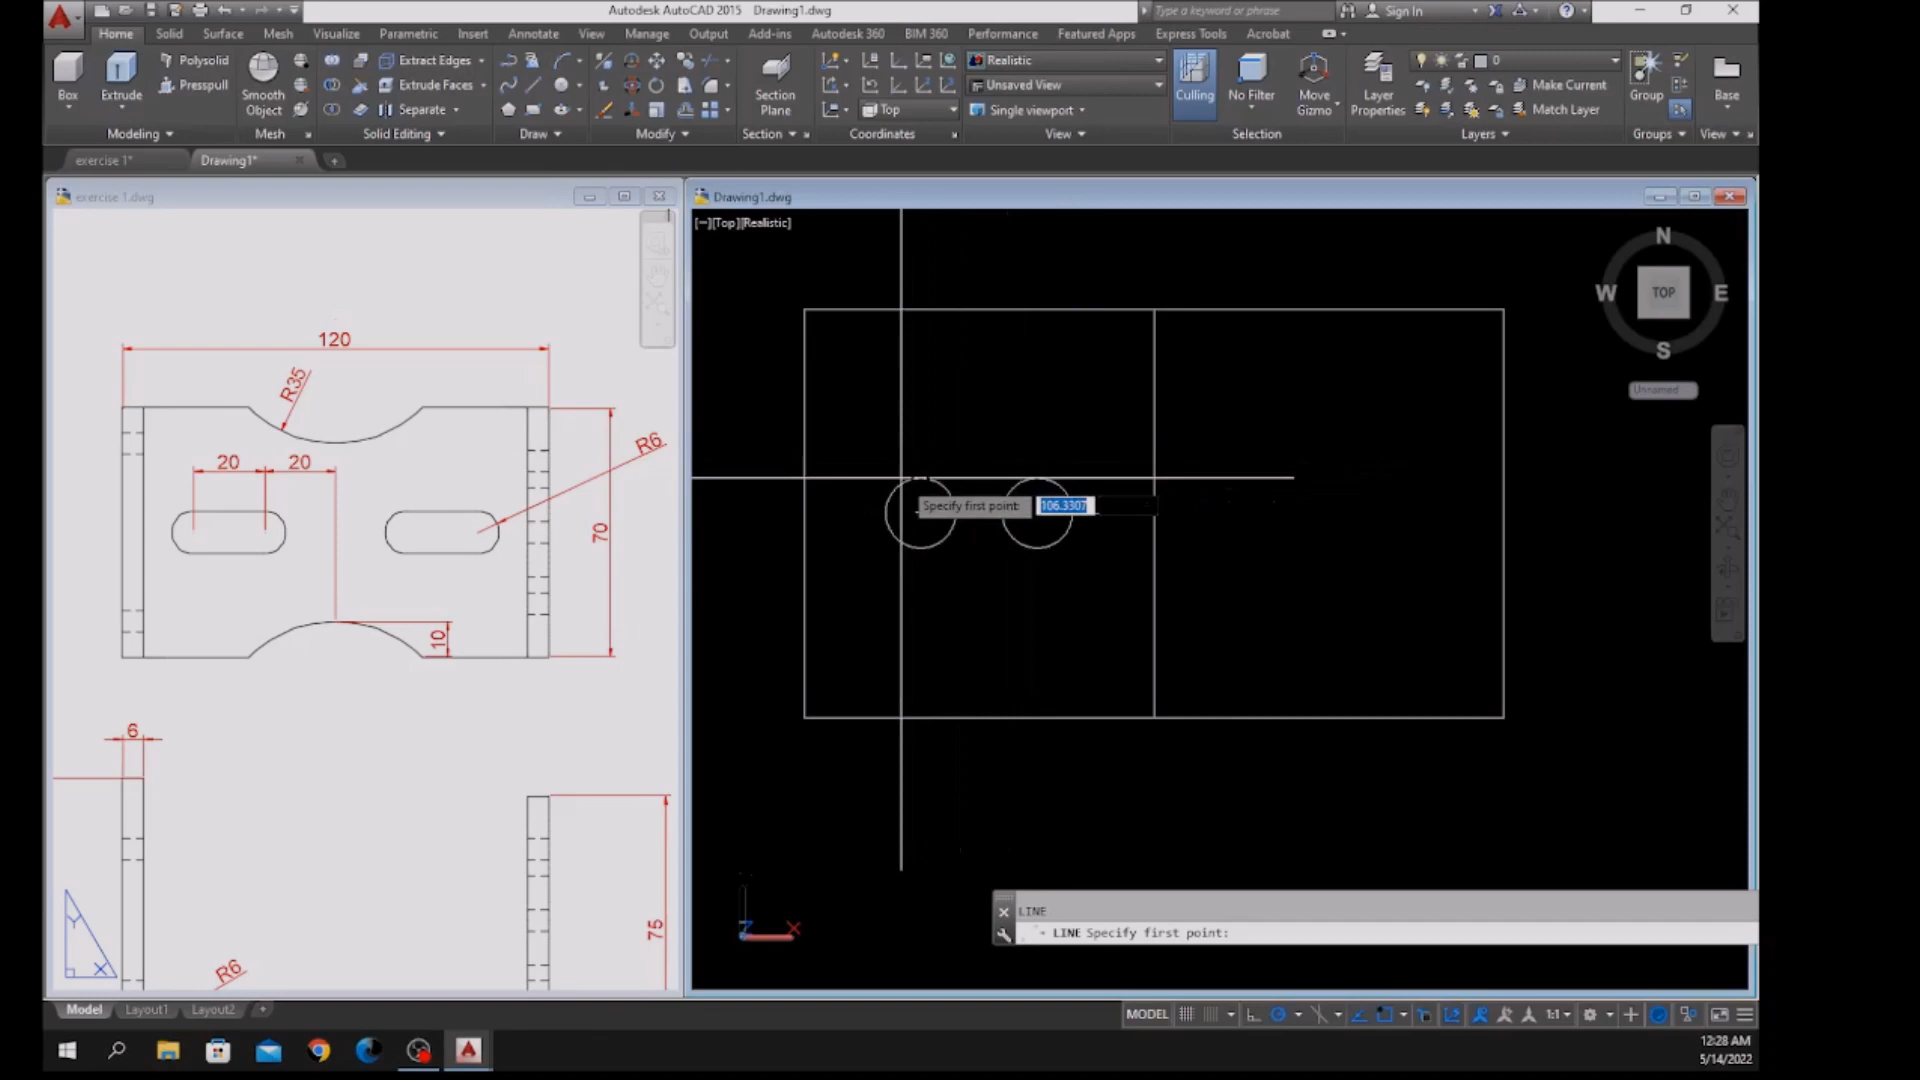 Autodesk AutoCAD 2015 Drawing1.dwg
Type a keyword or phrase
Sign In
Home Solid Surface Mesh Visualize Parametric Insert Annotate View Manage Output Add-ins Autodesk 360 BIM 360 Performance Featured Apps Express Tools Acrobat
Box
Extrude
Polysolid
Presspull
Smooth
Object
Extract Edges
Extrude Faces
Separate
Section
Plane
Top
Realistic
Unsaved View
Single viewport
Culling
No Filter
Move
Gizmo
Layer
Properties
0
Make Current
Match Layer
Group
Base
Modeling Mesh Solid Editing Draw Modify Section Coordinates View Selection Layers Groups View
exercise 1*
Drawing1*
exercise 1.dwg
120
R35
20
20
R6
70
10
6
75
R6
Y
X
Drawing1.dwg
[−][Top][Realistic]
N
W
TOP
E
S
Unnamed
Specify first point:
106.3307
Z
X
LINE
LINE Specify first point:
Model Layout1 Layout2
MODEL
1:1
12:28 AM
5/14/2022